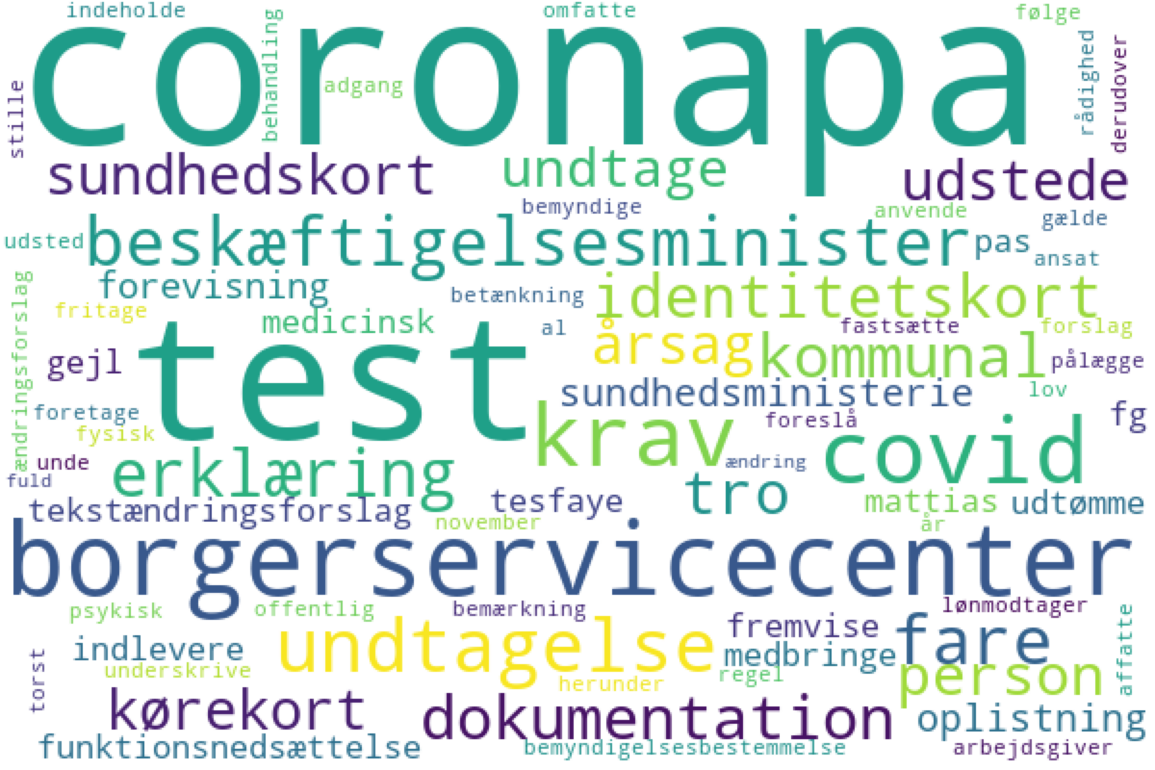 indeholde
omfatte
følge
coronapa
behandling
adgang
rådighed
derudover
stille
sundhedskort
undtage
udstede
bemyndige
anvende
gælde
udsted
beskæftigelsesminister
pas
ansat
forevisning
betænkning
identitetskort
ændringsforslag
fritage
medicinsk
al
årsag
fastsætte
forslag
gejl
test
kommunal
pålægge
sundhedsministerie
lov
foretage
krav
foreslå
fg
fysisk
covid
unde
erklæring
ændring
fuld
tro
mattias
udtømme
tekstændringsforslag
tesfaye
november
år
borgerservicecenter
psykisk
offentlig
bemærkning
lønmodtager
indlevere
undtagelse
fremvise
fare
affatte
underskrive
medbringe
torst
herunder
regel
person
kørekort
dokumentation
oplistning
funktionsnedsættelse
bemyndigelsesbestemmelse
arbejdsgiver